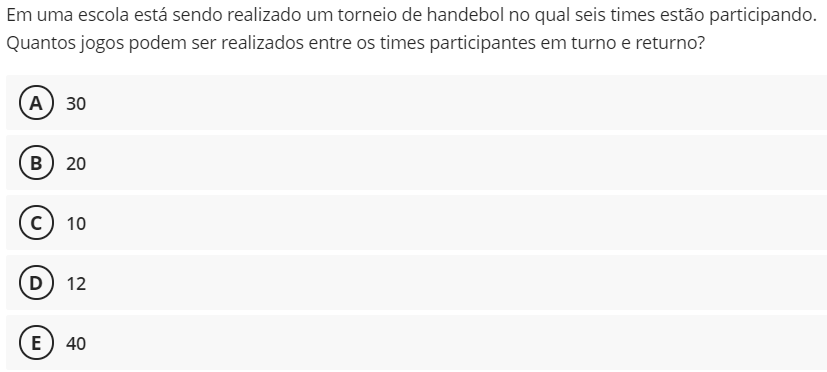 Em uma escola está sendo realizado um torneio de handebol no qual seis times estão participando.
Quantos jogos podem ser realizados entre os times participantes em turno e returno?
A 30
B 20
C 10
D 12
E 40